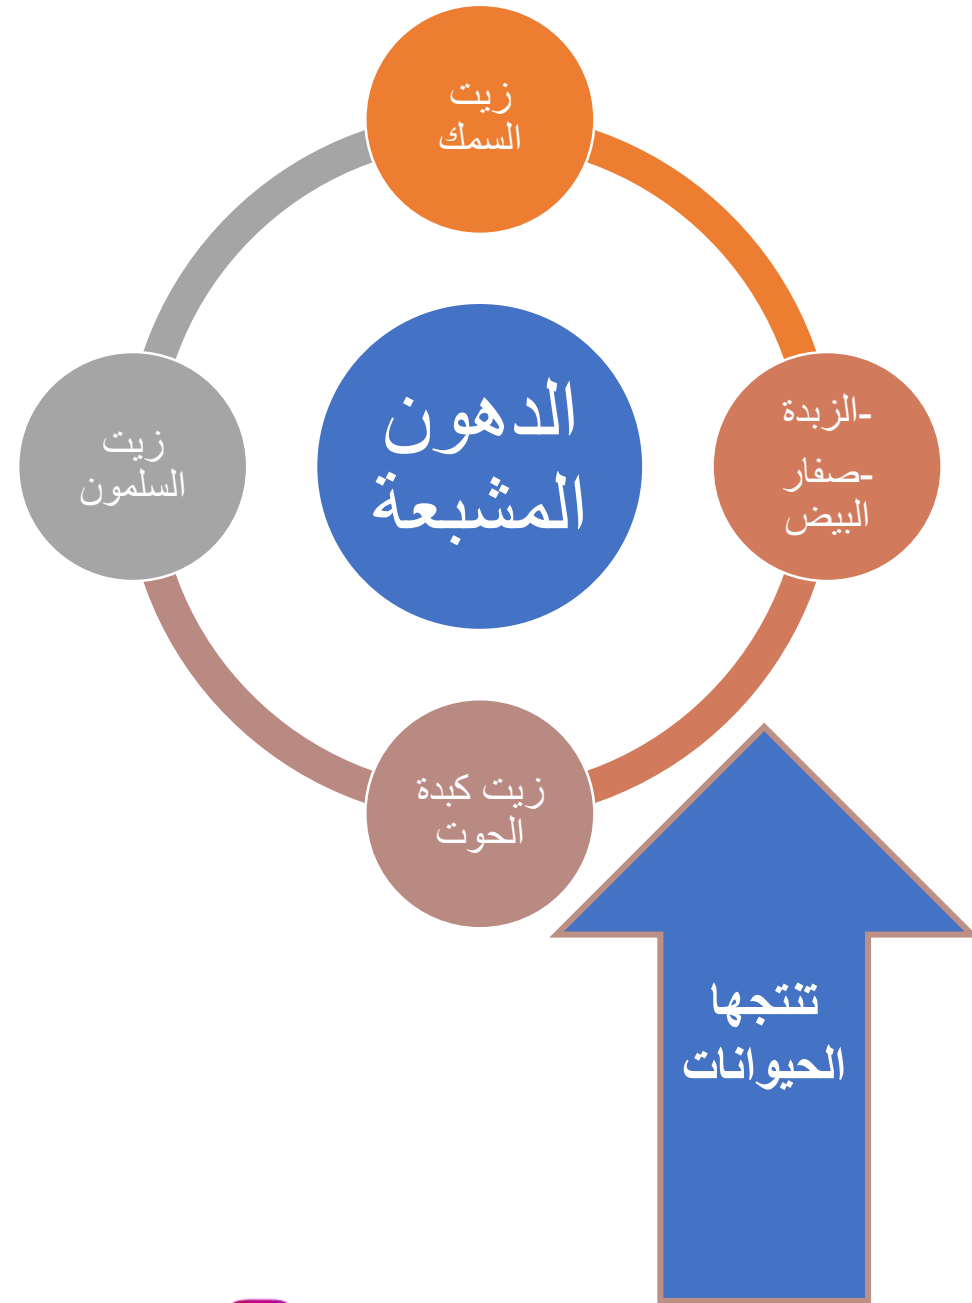 زيت
السمك
-الزبدة
-صفار
البيض
الدهون
المشبعة
زيت
السلمون
زيت كبدة
الحوت
تنتجها
الحيوانات